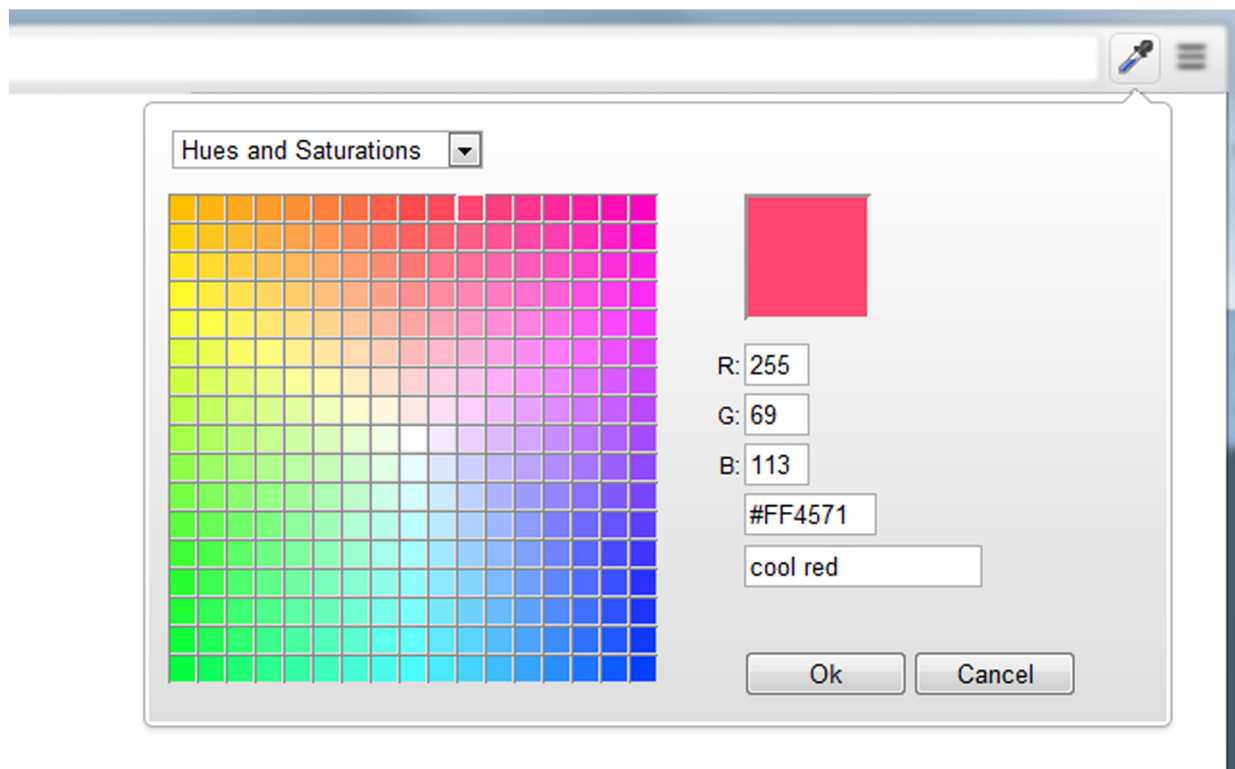 Hues and Saturations
R: 255
G: 69
B: 113
#FF4571
cool red
Ok Cancel